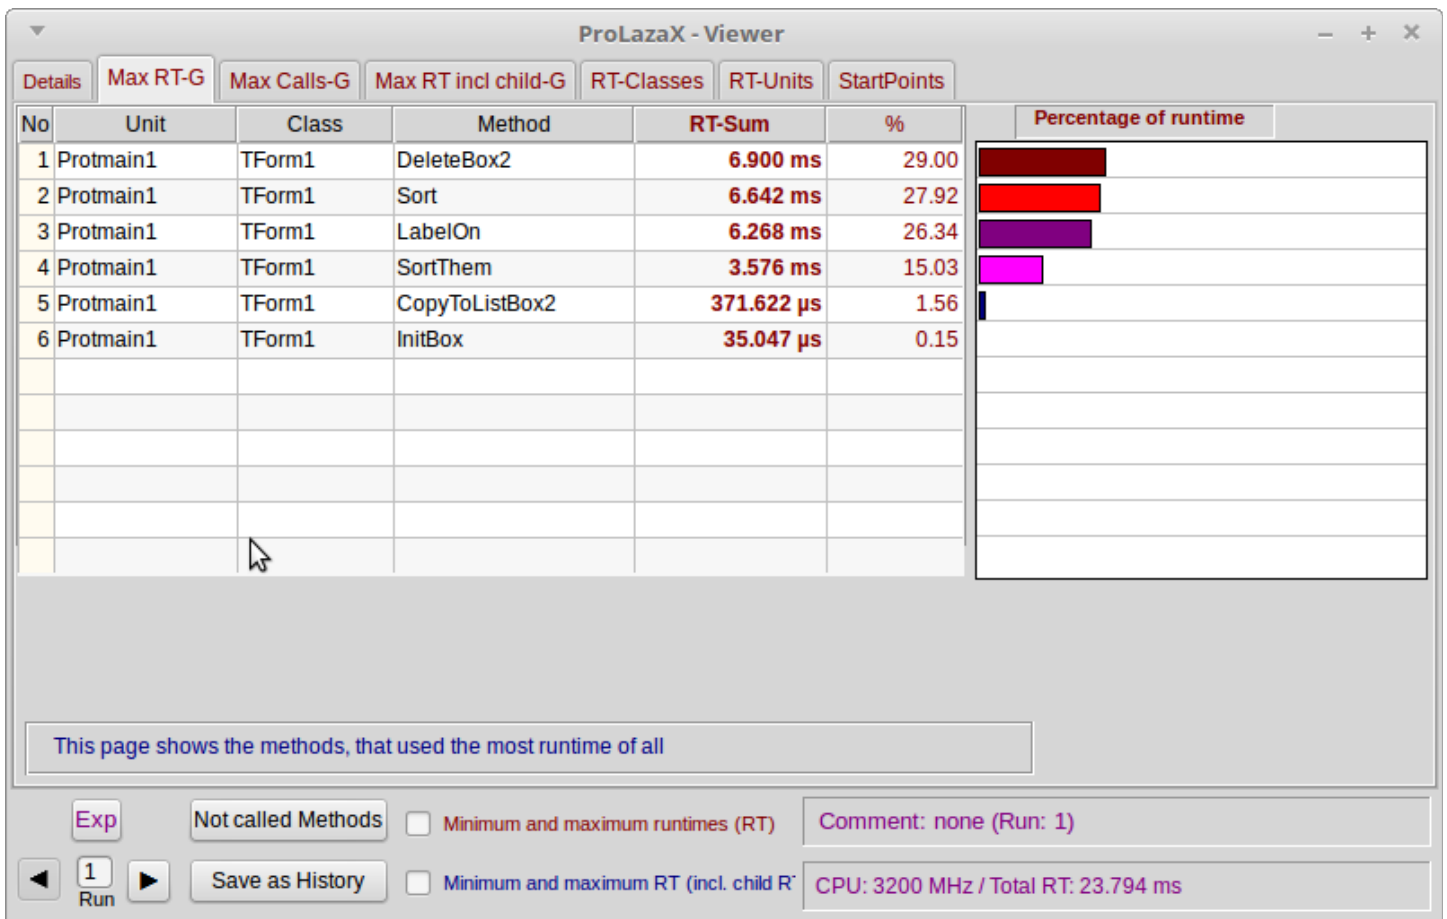 ProLazaX - Viewer
Details Max RT-G Max Calls-G Max RT incl child-G RT-Classes RT-Units StartPoints
No Unit Class Method RT-Sum % Percentage of runtime
1 Protmain1 TForm1 DeleteBox2 6.900 ms 29.00
2 Protmain1 TForm1 Sort 6.642 ms 27.92
3 Protmain1 TForm1 LabelOn 6.268 ms 26.34
4 Protmain1 TForm1 SortThem 3.576 ms 15.03
5 Protmain1 TForm1 CopyToListBox2 371.622 µs 1.56
6 Protmain1 TForm1 InitBox 35.047 µs 0.15
This page shows the methods, that used the most runtime of all
Exp Not called Methods Minimum and maximum runtimes (RT) Comment: none (Run: 1)
1 Save as History Minimum and maximum RT (incl. child R CPU: 3200 MHz / Total RT: 23.794 ms
Run